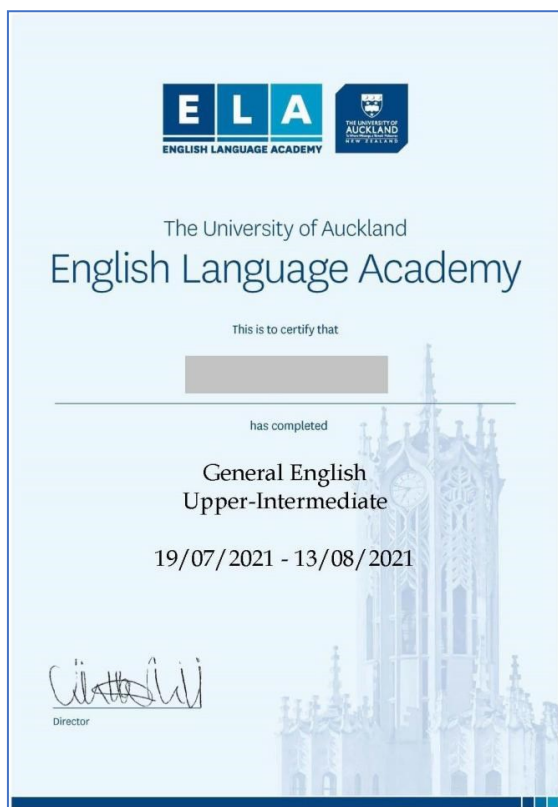 E L A
ENGLISH LANGUAGE ACADEMY
THE UNIVERSITY OF
AUCKLAND
NEW ZEALAND
The University of Auckland
English Language Academy
This is to certify that
has completed
General English
Upper-Intermediate
19/07/2021 - 13/08/2021
Director